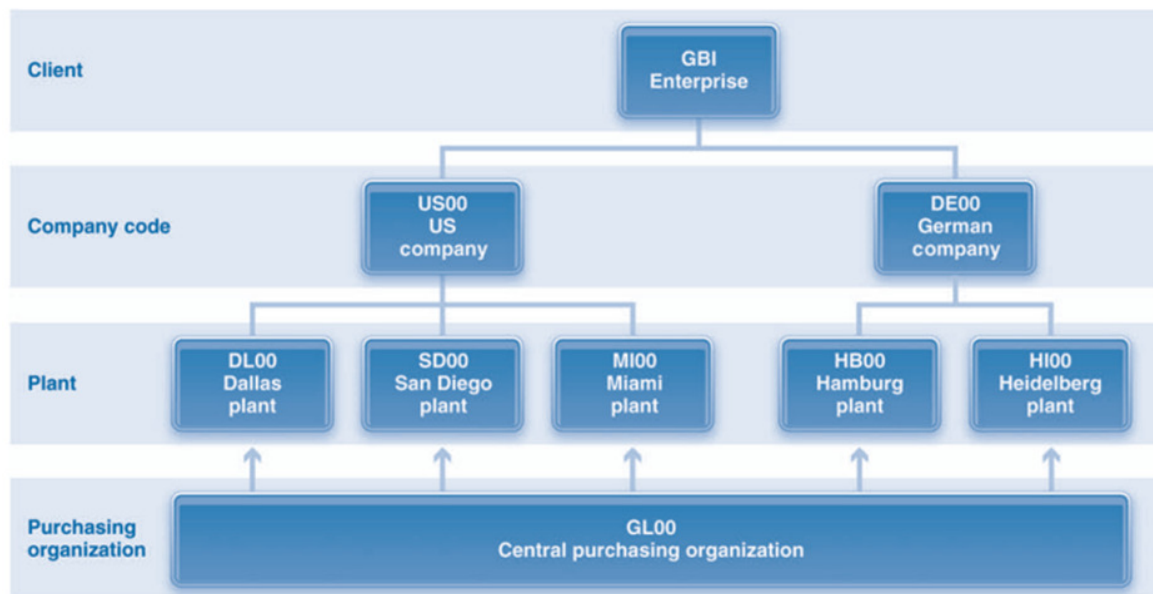 Client
GBI
Enterprise
Company code
US00
US
company
DE00
German
company
Plant
DL00
Dallas
plant
SD00
San Diego
plant
MI00
Miami
plant
HB00
Hamburg
plant
HI00
Heidelberg
plant
Purchasing
organization
GL00
Central purchasing organization